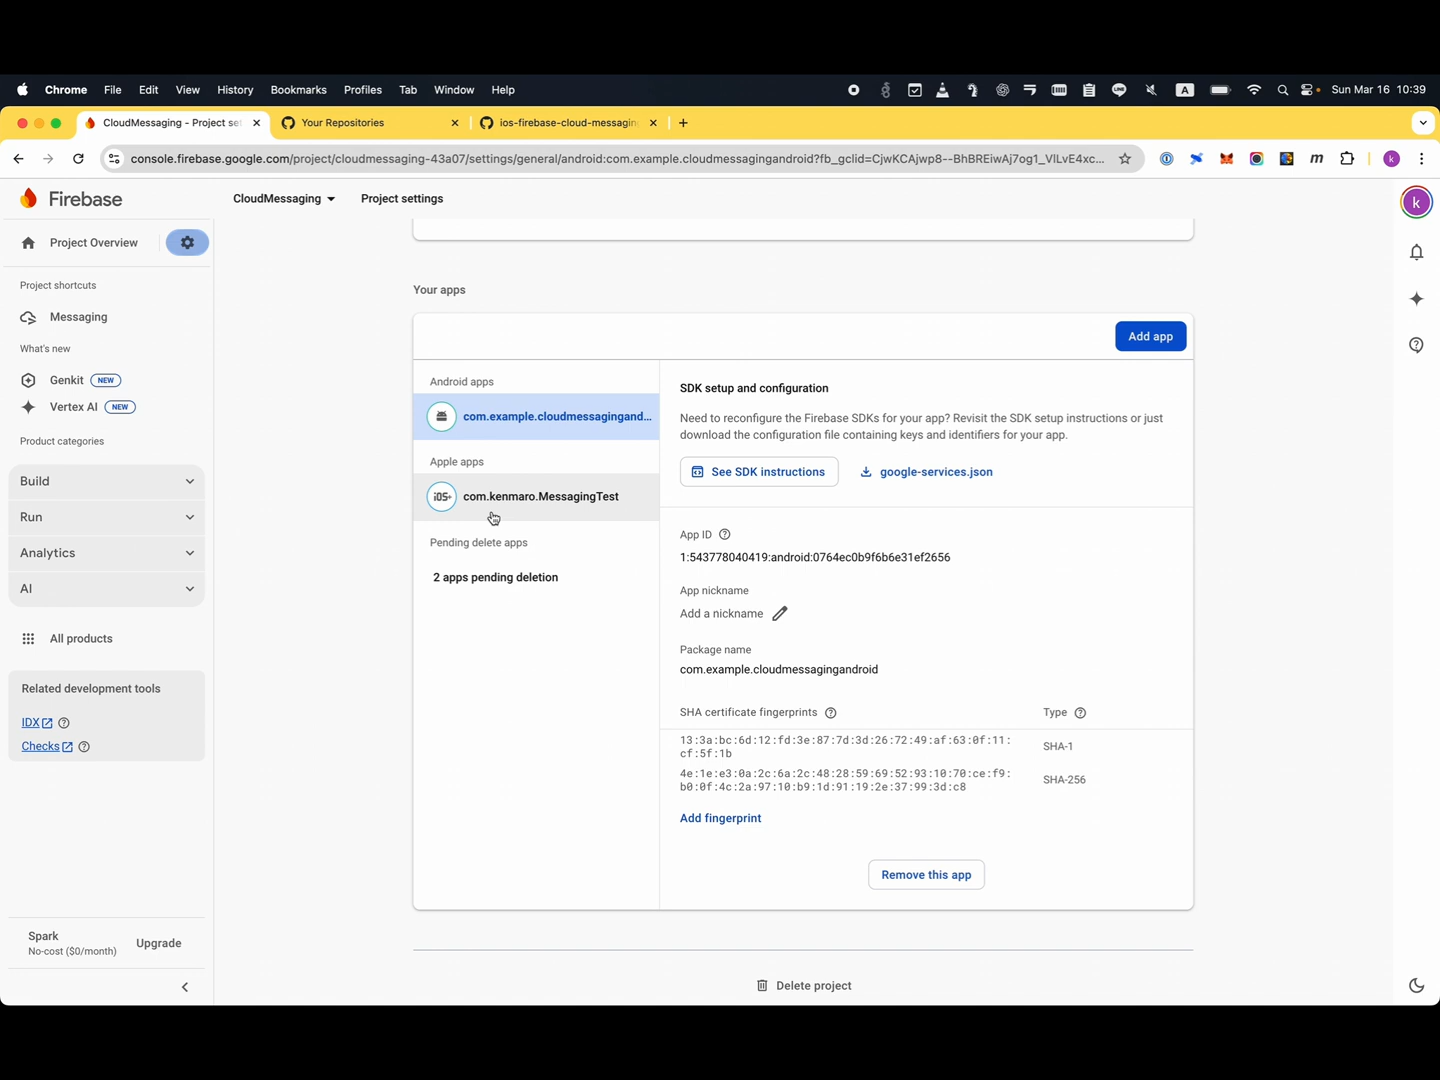 Chrome File Edit View History Bookmarks Profiles Tab Window Help A Sun Mar 16 10:39
CloudMessaging - Project set Your Repositories ios-firebase-cloud-messaging
console.firebase.google.com/project/cloudmessaging-43a07/settings/general/android:com.example.cloudmessagingandroid?fb_gclid=CjwKCAjwp8--BhBREiwAj7og1_VlLvE4xc... m k
Firebase CloudMessaging Project settings k
Project Overview
Project shortcuts
Messaging
What's new
Genkit NEW
Vertex AI NEW
Product categories
Build
Run
Analytics
AI
All products
Related development tools
IDX
Checks
Spark
No-cost ($0/month)
Upgrade
Your apps
Add app
Android apps
com.example.cloudmessagingand...
Apple apps
iOS+ com.kenmaro.MessagingTest
Pending delete apps
2 apps pending deletion
SDK setup and configuration
Need to reconfigure the Firebase SDKs for your app? Revisit the SDK setup instructions or just
download the configuration file containing keys and identifiers for your app.
See SDK instructions google-services.json
App ID
1:543778040419:android:0764ec0b9f6b6e31ef2656
App nickname
Add a nickname
Package name
com.example.cloudmessagingandroid
SHA certificate fingerprints Type
13:3a:bc:6d:12:fd:3e:87:7d:3d:26:72:49:af:63:0f:11:
cf:5f:1b
SHA-1
4e:1e:e3:0a:2c:6a:2c:48:28:59:69:52:93:10:70:ce:f9:
b0:0f:4c:2a:97:10:b9:1d:91:19:2e:37:99:3d:c8
SHA-256
Add fingerprint
Remove this app
Delete project